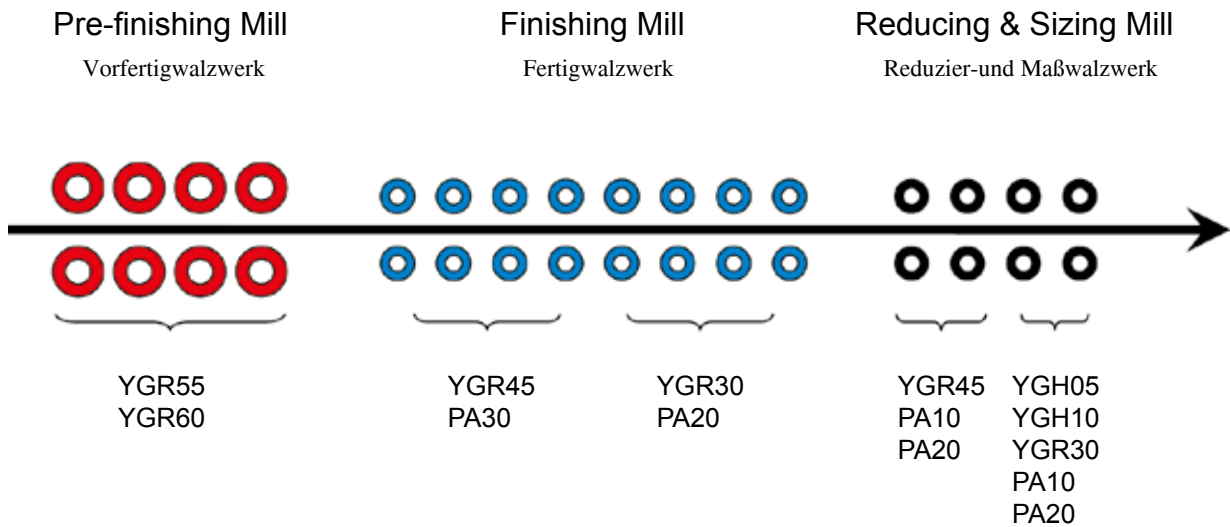 Pre-finishing Mill
Vorfertigwalzwerk
Finishing Mill
Fertigwalzwerk
Reducing & Sizing Mill
Reduzier-und Maßwalzwerk
YGR55
YGR60
YGR45
PA30
YGR30
PA20
YGR45
PA10
PA20
YGH05
YGH10
YGR30
PA10
PA20